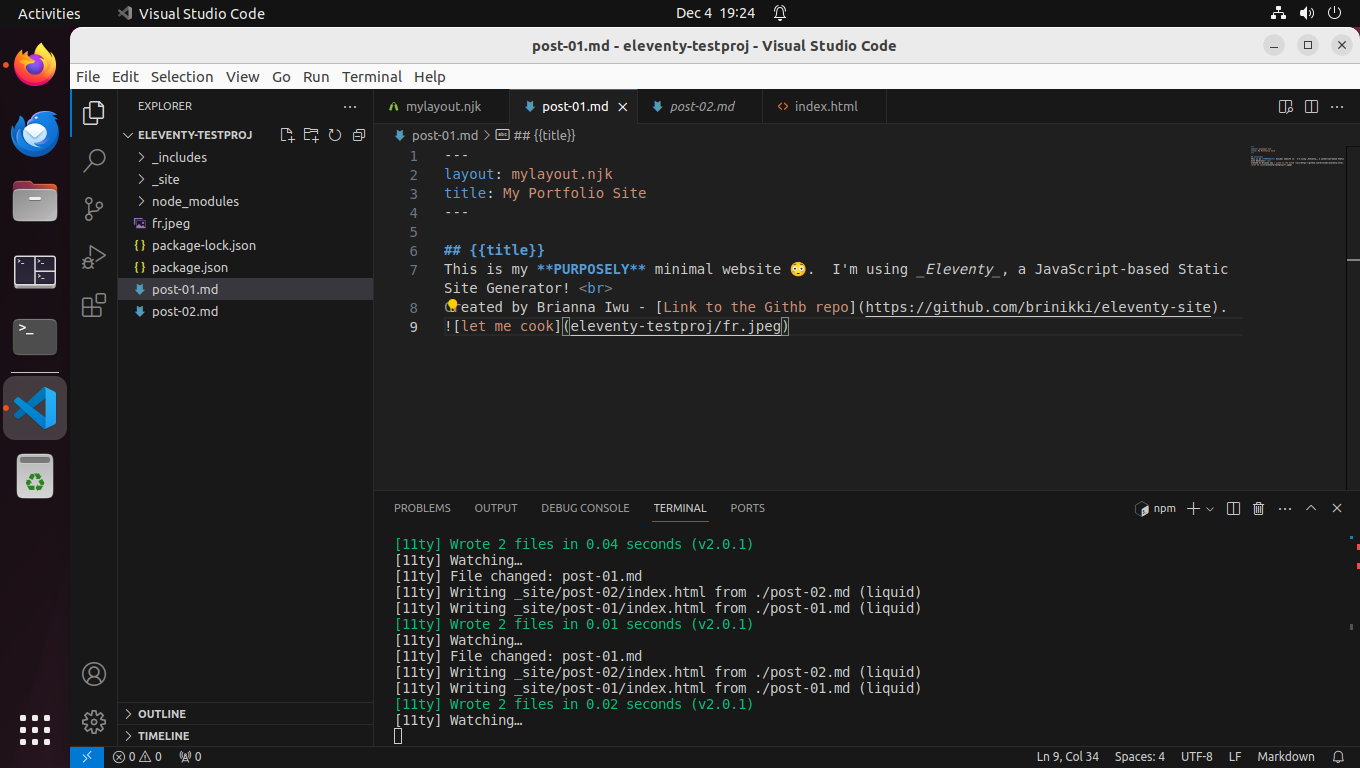 Activities
Visual Studio Code
Dec 4 19:24
post-01.md - eleventy-testproj - Visual Studio Code
File Edit Selection View Go Run Terminal Help
EXPLORER
ELEVENTY-TESTPROJ
_includes
_site
node_modules
fr.jpeg
{} package-lock.json
{} package.json
post-01.md
post-02.md
OUTLINE
TIMELINE
mylayout.njk
post-01.md
post-02.md
<> index.html
post-01.md > abc ## {{title}}
1 ---
2 layout: mylayout.njk
3 title: My Portfolio Site
4 ---
5
6 ## {{title}}
7 This is my **PURPOSELY** minimal website 😳.  I'm using _Eleventy_, a JavaScript-based Static
Site Generator! <br>
8 Created by Brianna Iwu - [Link to the Githb repo](https://github.com/brinikki/eleventy-site).
9 ![let me cook](eleventy-testproj/fr.jpeg)
PROBLEMS OUTPUT DEBUG CONSOLE TERMINAL PORTS
npm
[11ty] Wrote 2 files in 0.04 seconds (v2.0.1)
[11ty] Watching…
[11ty] File changed: post-01.md
[11ty] Writing _site/post-02/index.html from ./post-02.md (liquid)
[11ty] Writing _site/post-01/index.html from ./post-01.md (liquid)
[11ty] Wrote 2 files in 0.01 seconds (v2.0.1)
[11ty] Watching…
[11ty] File changed: post-01.md
[11ty] Writing _site/post-02/index.html from ./post-02.md (liquid)
[11ty] Writing _site/post-01/index.html from ./post-01.md (liquid)
[11ty] Wrote 2 files in 0.02 seconds (v2.0.1)
[11ty] Watching…
0 0 0
Ln 9, Col 34 Spaces: 4 UTF-8 LF Markdown